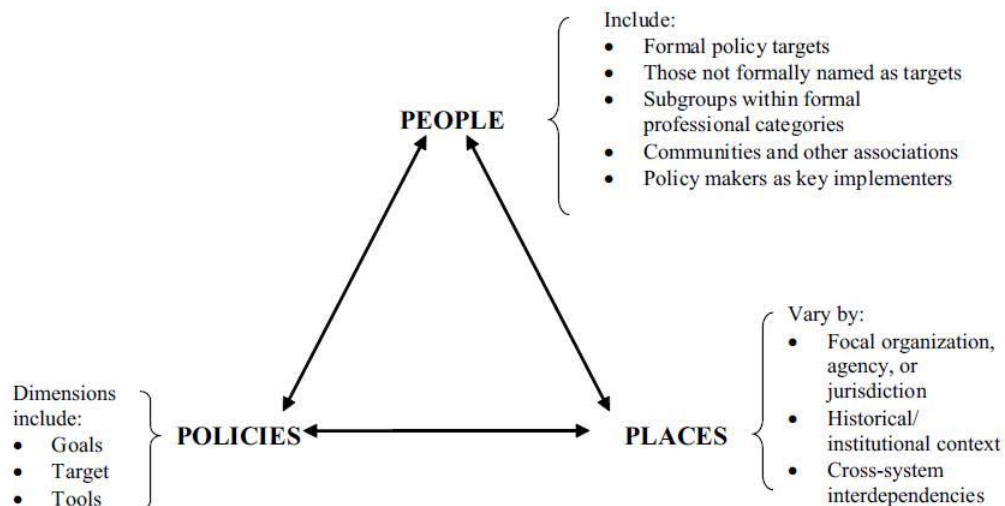 Include:
• Formal policy targets
• Those not formally named as targets
• Subgroups within formal
professional categories
• Communities and other associations
• Policy makers as key implementers
PEOPLE
Vary by:
• Focal organization,
agency, or
jurisdiction
• Historical/
institutional context
• Cross-system
interdependencies
Dimensions
include:
• Goals
• Target
• Tools
POLICIES
PLACES